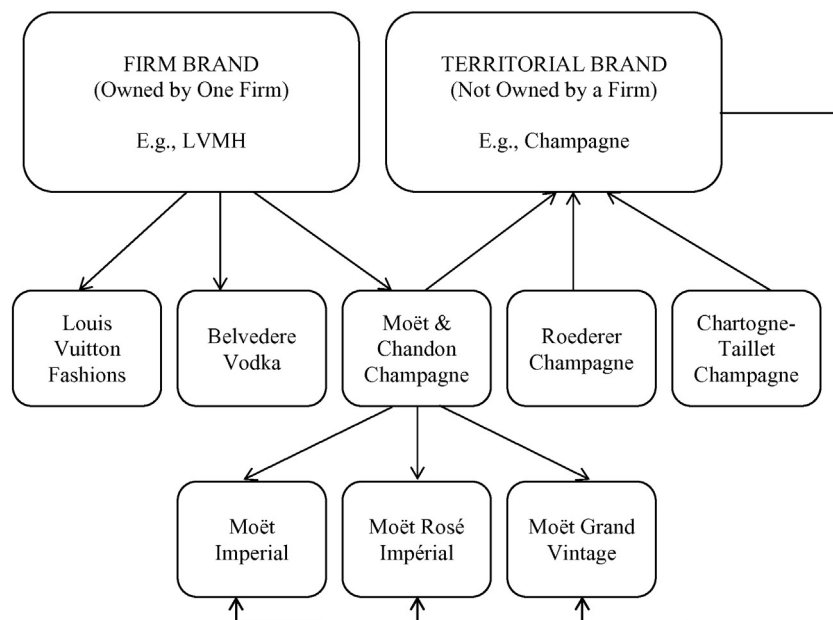 FIRM BRAND
(Owned by One Firm)
E.g., LVMH
TERRITORIAL BRAND
(Not Owned by a Firm)
E.g., Champagne
Louis
Vuitton
Fashions
Belvedere
Vodka
Moët &
Chandon
Champagne
Roederer
Champagne
Chartogne-
Taillet
Champagne
Moët
Imperial
Moët Rosé
Impérial
Moët Grand
Vintage